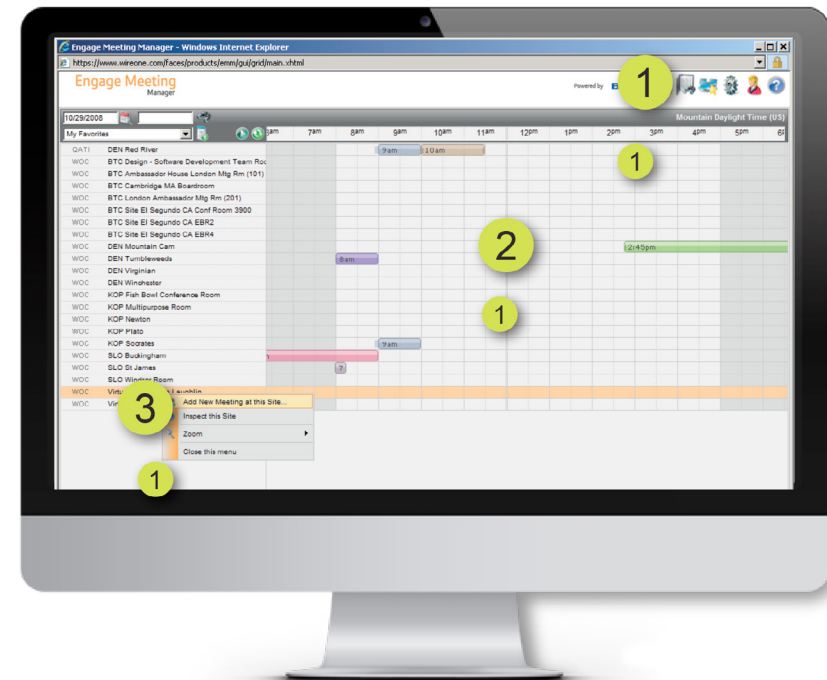 Engage Meeting Manager - Windows Internet Explorer
https://www.wireone.com/faces/products/emm/gui/grid/main.xhtml
Engage Meeting
Manager
Powered by
1
10/29/2008
Mountain Daylight Time (US)
My Favorites
7am 8am 9am 10am 11am 12pm 1pm 2pm 3pm 4pm 5pm
QATI DEN Red River 9am 10am
1
WOC BTC Design - Software Development Team
WOC BTC Ambassador House London Mtg Rm (101)
WOC BTC Cambridge MA Boardroom
WOC BTC London Ambassador Mtg Rm (201)
WOC BTC Site El Segundo CA Conf Room 3900
WOC BTC Site El Segundo CA EBR2
WOC BTC Site El Segundo CA EBR4
WOC DEN Mountain Cam 2:45pm
2
WOC DEN Tumbleweeds 8am
WOC DEN Virginian
WOC DEN Winchester
WOC KOP Fish Bowl Conference Room
WOC KOP Multipurpose Room
WOC KOP Newton
1
WOC KOP Plato
WOC KOP Socrates 9am
WOC SLO Buckingham
WOC SLO St James 7
WOC SLO Windsor Room
WOC Laughlin
WOC
3
Add New Meeting at this Site...
Inspect this Site
Zoom
Close this menu
1